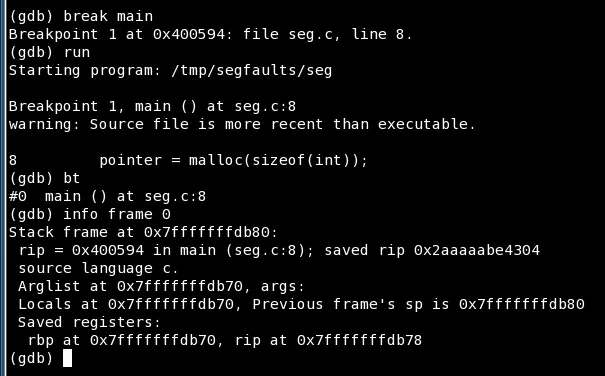 (gdb) break main
Breakpoint 1 at 0x400594: file seg.c, line 8.
(gdb) run
Starting program: /tmp/segfaults/seg
Breakpoint 1, main () at seg.c:8
warning: Source file is more recent than executable.
8         pointer = malloc(sizeof(int));
(gdb) bt
#0  main () at seg.c:8
(gdb) info frame 0
Stack frame at 0x7fffffffdb80:
 rip = 0x400594 in main (seg.c:8); saved rip 0x2aaaaabe4304
 source language c.
 Arglist at 0x7fffffffdb70, args:
 Locals at 0x7fffffffdb70, Previous frame's sp is 0x7fffffffdb80
 Saved registers:
  rbp at 0x7fffffffdb70, rip at 0x7fffffffdb78
(gdb)